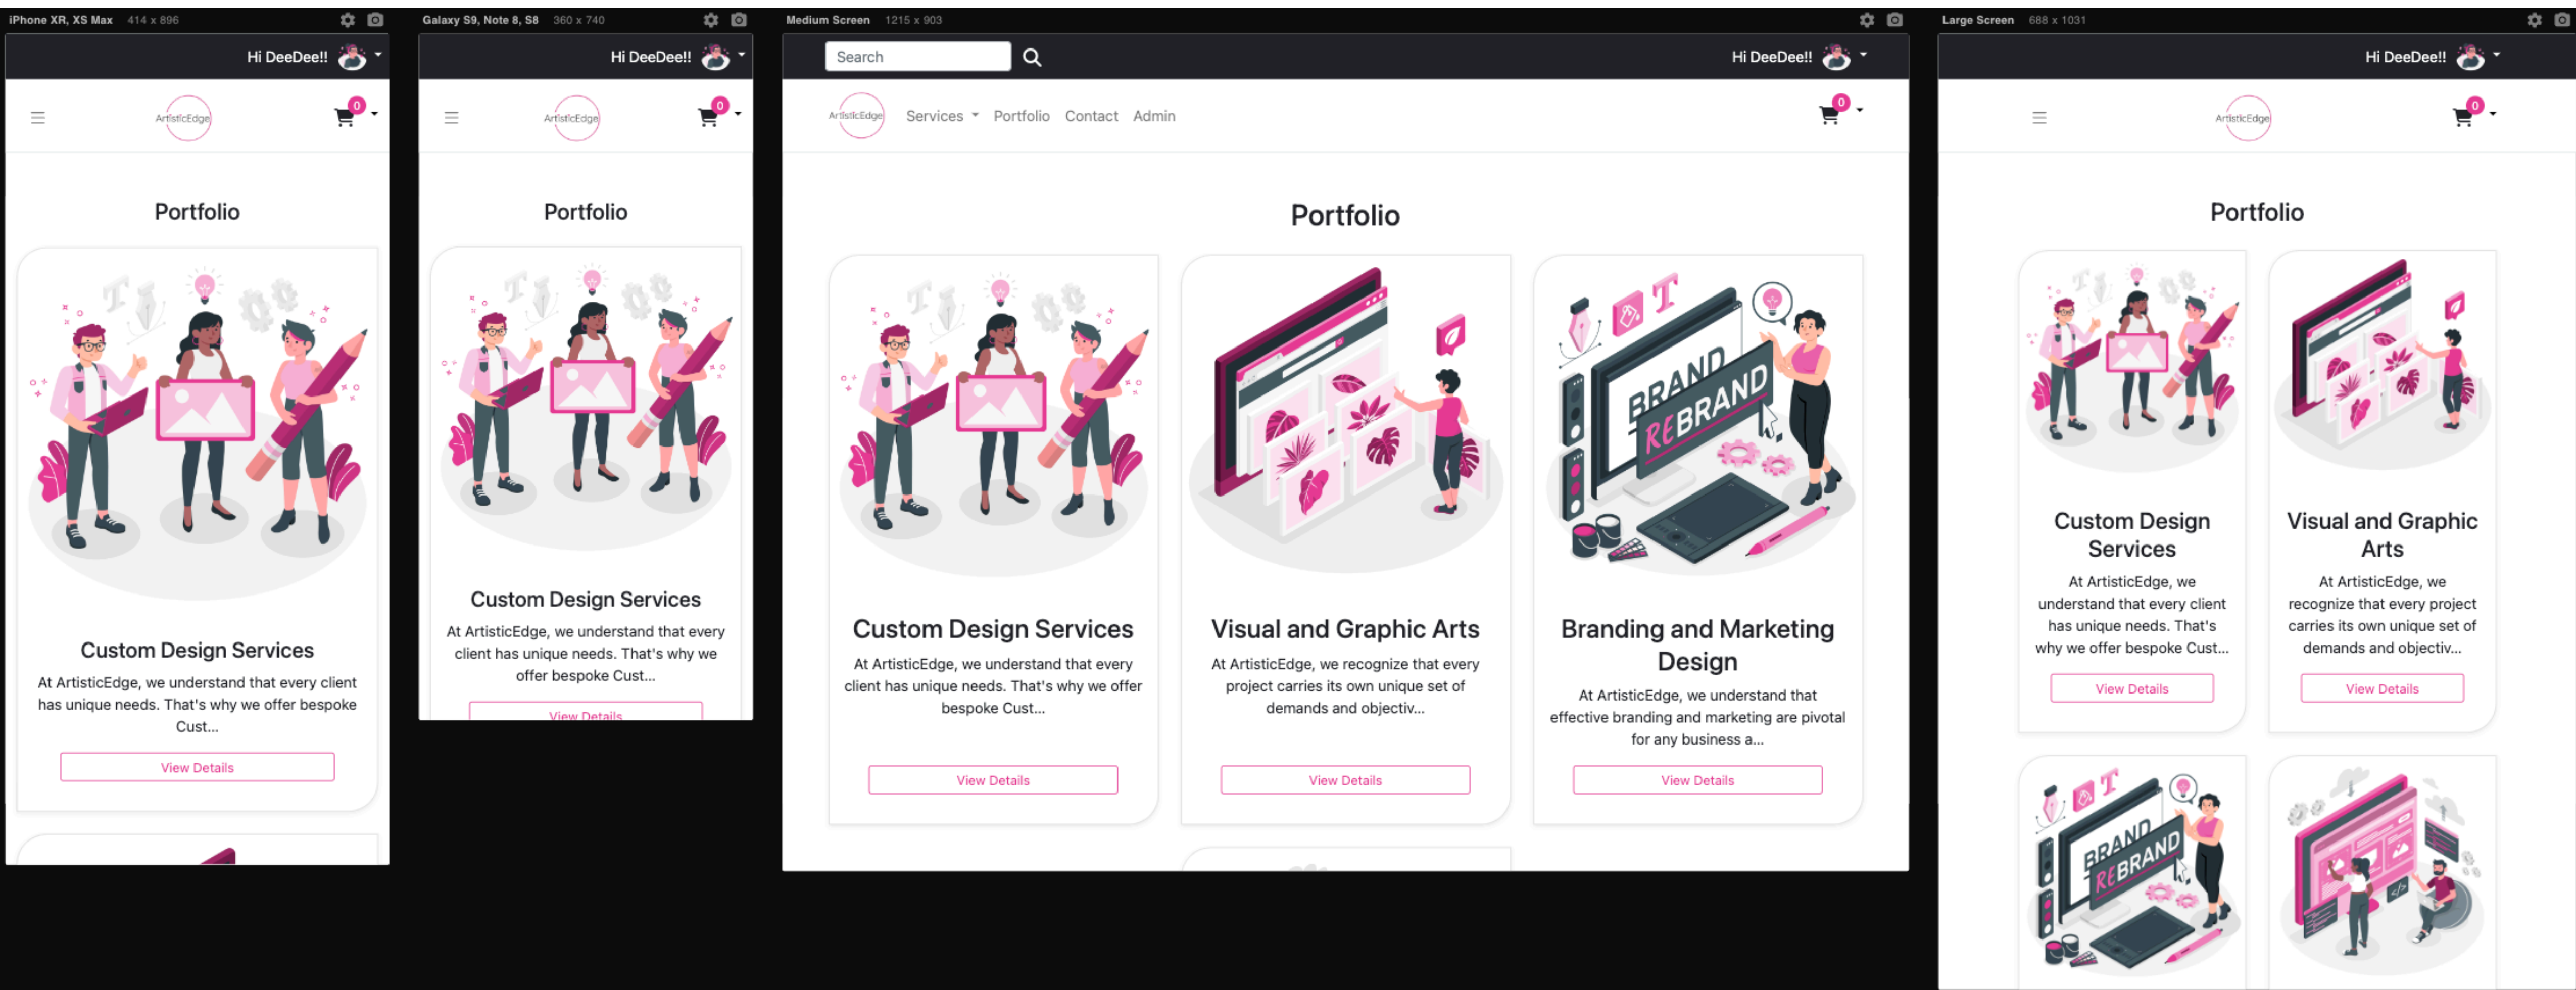 iPhone XR, XS Max 414 x 896
Hi DeeDee!!
ArtisticEdge
0
Portfolio
Custom Design Services
At ArtisticEdge, we understand that every client
has unique needs. That's why we offer bespoke
Cust...
View Details
Galaxy S9, Note 8, S8 360 x 740
Hi DeeDee!!
ArtisticEdge
0
Portfolio
Custom Design Services
At ArtisticEdge, we understand that every
client has unique needs. That's why we
offer bespoke Cust...
View Details
Medium Screen 1215 x 903
Search
Hi DeeDee!!
ArtisticEdge Services Portfolio Contact Admin
0
Portfolio
Custom Design Services
At ArtisticEdge, we understand that every
client has unique needs. That's why we offer
bespoke Cust...
View Details
Visual and Graphic Arts
At ArtisticEdge, we recognize that every
project carries its own unique set of
demands and objectiv...
View Details
T
BRAND
REBRAND
Branding and Marketing
Design
At ArtisticEdge, we understand that
effective branding and marketing are pivotal
for any business a...
View Details
Large Screen 688 x 1031
Hi DeeDee!!
ArtisticEdge
0
Portfolio
Custom Design
Services
At ArtisticEdge, we
understand that every client
has unique needs. That's
why we offer bespoke Cust...
View Details
Visual and Graphic
Arts
At ArtisticEdge, we
recognize that every project
carries its own unique set of
demands and objectiv...
View Details
T
BRAND
REBRAND